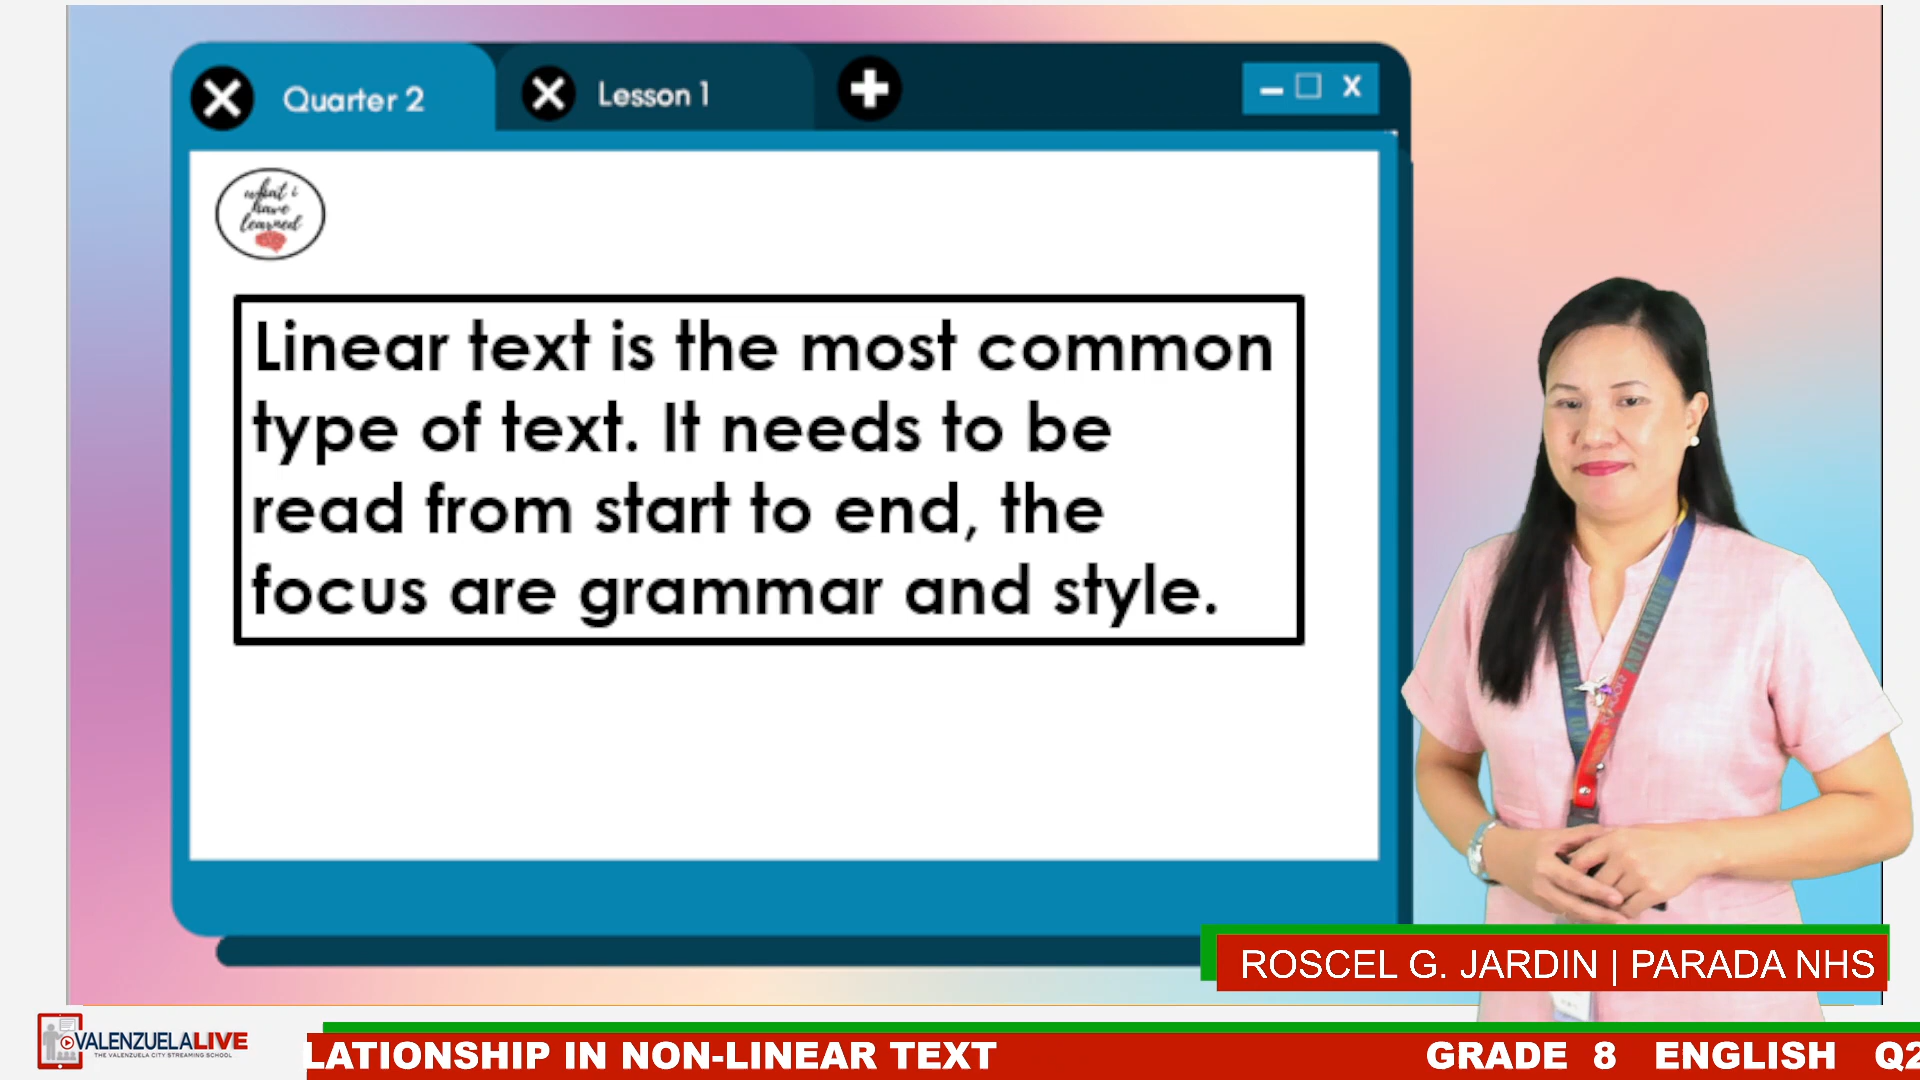 Quarter 2
Lesson 1
X
what i
have
learned
Linear text is the most common
type of text. It needs to be
read from start to end, the
focus are grammar and style.
ROSCEL G. JARDIN | PARADA NHS
VALENZUELALIVE
THE VALENZUELA CITY STREAMING SCHOOL
LATIONSHIP IN NON-LINEAR TEXT
GRADE 8 ENGLISH Q2